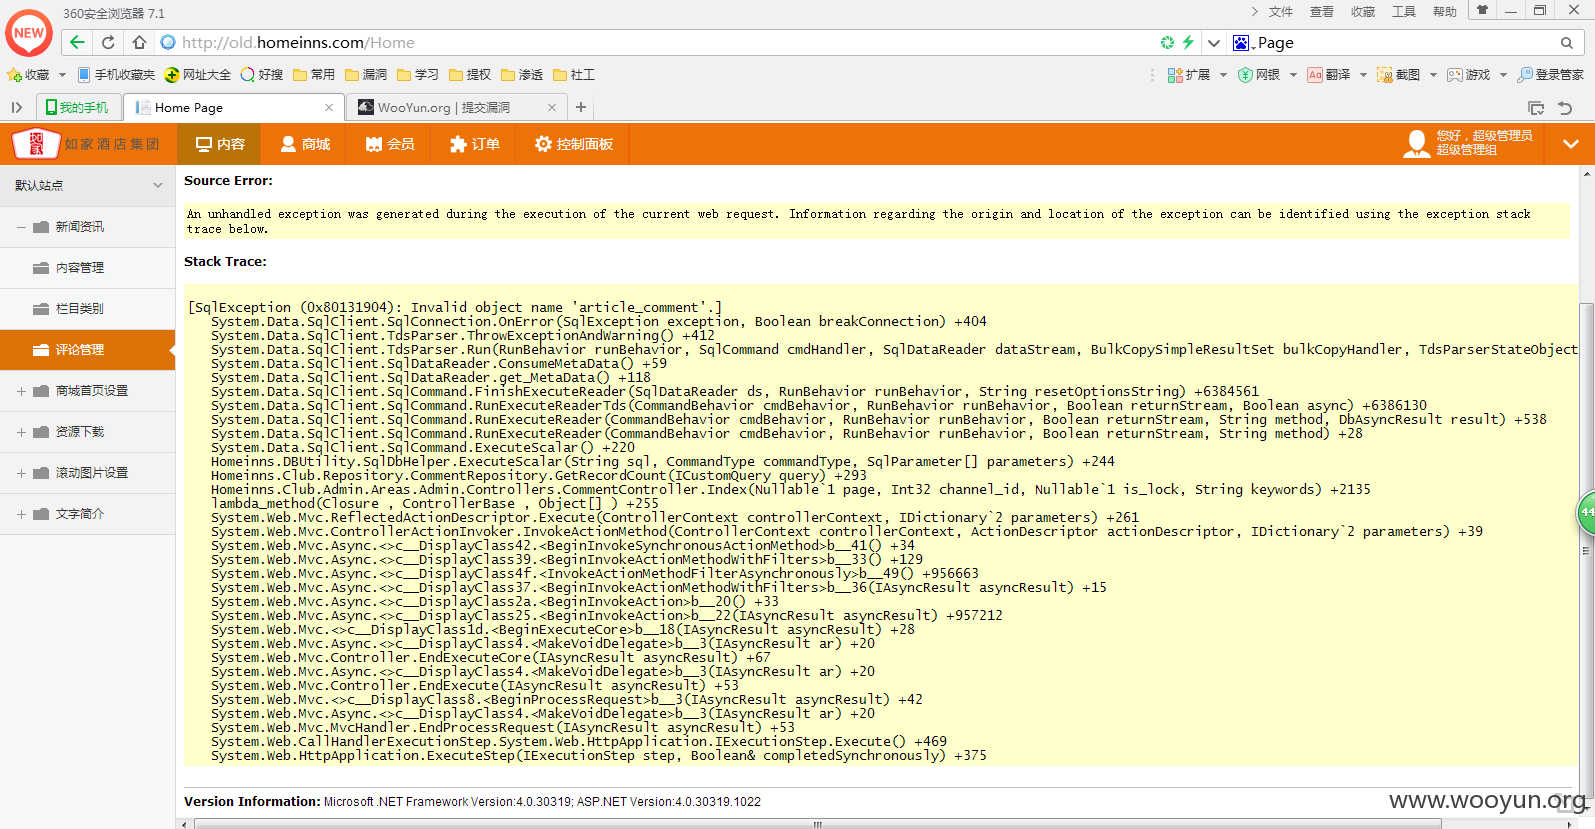 360安全浏览器 7.1
文件 查看 收藏 工具 帮助
NEW
http://old.homeinns.com/Home
Page
收藏 手机收藏夹 网址大全 好搜 常用 漏洞 学习 提权 渗透 社工
扩展 网银 翻译 截图 游戏 登录管家
我的手机 Home Page WooYun.org | 提交漏洞
如家酒店集团 内容 商城 会员 订单 控制面板
您好，超级管理员
超级管理组
默认站点
新闻资讯
内容管理
栏目类别
评论管理
商城首页设置
资源下载
滚动图片设置
文字简介
Source Error:
An unhandled exception was generated during the execution of the current web request. Information regarding the origin and location of the exception can be identified using the exception stack
trace below.
Stack Trace:
[SqlException (0x80131904): Invalid object name 'article_comment'.]
System.Data.SqlClient.SqlConnection.OnError(SqlException exception, Boolean breakConnection) +404
System.Data.SqlClient.TdsParser.ThrowExceptionAndWarning() +412
System.Data.SqlClient.TdsParser.Run(RunBehavior runBehavior, SqlCommand cmdHandler, SqlDataReader dataStream, BulkCopySimpleResultSet bulkCopyHandler, TdsParserStateObject
System.Data.SqlClient.SqlDataReader.ConsumeMetaData() +59
System.Data.SqlClient.SqlDataReader.get_MetaData() +118
System.Data.SqlClient.SqlCommand.FinishExecuteReader(SqlDataReader ds, RunBehavior runBehavior, String resetOptionsString) +6384561
System.Data.SqlClient.SqlCommand.RunExecuteReaderTds(CommandBehavior cmdBehavior, RunBehavior runBehavior, Boolean returnStream, Boolean async) +6386130
System.Data.SqlClient.SqlCommand.RunExecuteReader(CommandBehavior cmdBehavior, RunBehavior runBehavior, Boolean returnStream, String method, DbAsyncResult result) +538
System.Data.SqlClient.SqlCommand.RunExecuteReader(CommandBehavior cmdBehavior, RunBehavior runBehavior, Boolean returnStream, String method) +28
System.Data.SqlClient.SqlCommand.ExecuteScalar() +220
Homeinns.DBUtility.SqlDbHelper.ExecuteScalar(String sql, CommandType commandType, SqlParameter[] parameters) +244
Homeinns.Club.Repository.CommentRepository.GetRecordCount(ICustomQuery query) +293
Homeinns.Club.Admin.Areas.Admin.Controllers.CommentController.Index(Nullable`1 page, Int32 channel_id, Nullable`1 is_lock, String keywords) +2135
lambda_method(Closure , ControllerBase , Object[] ) +255
System.Web.Mvc.ReflectedActionDescriptor.Execute(ControllerContext controllerContext, IDictionary`2 parameters) +261
System.Web.Mvc.ControllerActionInvoker.InvokeActionMethod(ControllerContext controllerContext, ActionDescriptor actionDescriptor, IDictionary`2 parameters) +39
System.Web.Mvc.Async.<>c__DisplayClass42.<BeginInvokeSynchronousActionMethod>b__41() +34
System.Web.Mvc.Async.<>c__DisplayClass39.<BeginInvokeActionMethodWithFilters>b__33() +129
System.Web.Mvc.Async.<>c__DisplayClass4f.<InvokeActionMethodFilterAsynchronously>b__49() +956663
System.Web.Mvc.Async.<>c__DisplayClass37.<BeginInvokeActionMethodWithFilters>b__36(IAsyncResult asyncResult) +15
System.Web.Mvc.Async.<>c__DisplayClass2a.<BeginInvokeAction>b__20() +33
System.Web.Mvc.Async.<>c__DisplayClass25.<BeginInvokeAction>b__22(IAsyncResult asyncResult) +957212
System.Web.Mvc.<>c__DisplayClass1d.<BeginExecuteCore>b__18(IAsyncResult asyncResult) +28
System.Web.Mvc.Async.<>c__DisplayClass4.<MakeVoidDelegate>b__3(IAsyncResult ar) +20
System.Web.Mvc.Controller.EndExecuteCore(IAsyncResult asyncResult) +67
System.Web.Mvc.Async.<>c__DisplayClass4.<MakeVoidDelegate>b__3(IAsyncResult ar) +20
System.Web.Mvc.Controller.EndExecute(IAsyncResult asyncResult) +53
System.Web.Mvc.<>c__DisplayClass8.<BeginProcessRequest>b__3(IAsyncResult asyncResult) +42
System.Web.Mvc.Async.<>c__DisplayClass4.<MakeVoidDelegate>b__3(IAsyncResult ar) +20
System.Web.Mvc.MvcHandler.EndProcessRequest(IAsyncResult asyncResult) +53
System.Web.CallHandlerExecutionStep.System.Web.HttpApplication.IExecutionStep.Execute() +469
System.Web.HttpApplication.ExecuteStep(IExecutionStep step, Boolean& completedSynchronously) +375
44
Version Information: Microsoft .NET Framework Version:4.0.30319; ASP.NET Version:4.0.30319.1022
www.wooyun.org